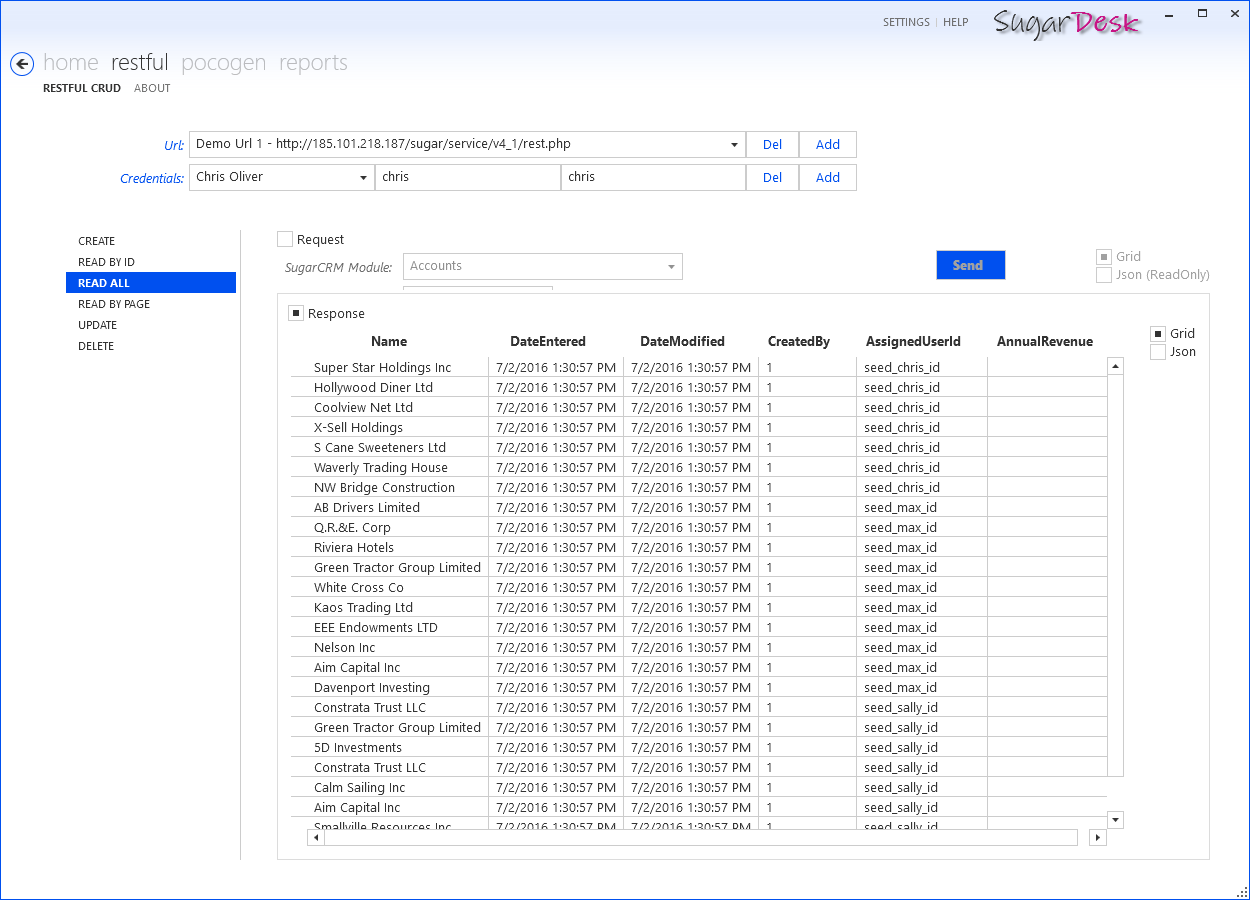 SETTINGS | HELP SugarDesk
home restful pocogen reports
RESTFUL CRUD ABOUT
Url: Demo Url 1 - http://185.101.218.187/sugar/service/v4_1/rest.php Del Add
Credentials: Chris Oliver chris chris Del Add
CREATE
READ BY ID
READ ALL
READ BY PAGE
UPDATE
DELETE
Request
SugarCRM Module: Accounts Send
Grid
Json (ReadOnly)
Response
Grid
Json
Name DateEntered DateModified CreatedBy AssignedUserId AnnualRevenue
Super Star Holdings Inc 7/2/2016 1:30:57 PM 7/2/2016 1:30:57 PM 1 seed_chris_id
Hollywood Diner Ltd 7/2/2016 1:30:57 PM 7/2/2016 1:30:57 PM 1 seed_chris_id
Coolview Net Ltd 7/2/2016 1:30:57 PM 7/2/2016 1:30:57 PM 1 seed_chris_id
X-Sell Holdings 7/2/2016 1:30:57 PM 7/2/2016 1:30:57 PM 1 seed_chris_id
S Cane Sweeteners Ltd 7/2/2016 1:30:57 PM 7/2/2016 1:30:57 PM 1 seed_chris_id
Waverly Trading House 7/2/2016 1:30:57 PM 7/2/2016 1:30:57 PM 1 seed_chris_id
NW Bridge Construction 7/2/2016 1:30:57 PM 7/2/2016 1:30:57 PM 1 seed_chris_id
AB Drivers Limited 7/2/2016 1:30:57 PM 7/2/2016 1:30:57 PM 1 seed_max_id
Q.R.&E. Corp 7/2/2016 1:30:57 PM 7/2/2016 1:30:57 PM 1 seed_max_id
Riviera Hotels 7/2/2016 1:30:57 PM 7/2/2016 1:30:57 PM 1 seed_max_id
Green Tractor Group Limited 7/2/2016 1:30:57 PM 7/2/2016 1:30:57 PM 1 seed_max_id
White Cross Co 7/2/2016 1:30:57 PM 7/2/2016 1:30:57 PM 1 seed_max_id
Kaos Trading Ltd 7/2/2016 1:30:57 PM 7/2/2016 1:30:57 PM 1 seed_max_id
EEE Endowments LTD 7/2/2016 1:30:57 PM 7/2/2016 1:30:57 PM 1 seed_max_id
Nelson Inc 7/2/2016 1:30:57 PM 7/2/2016 1:30:57 PM 1 seed_max_id
Aim Capital Inc 7/2/2016 1:30:57 PM 7/2/2016 1:30:57 PM 1 seed_max_id
Davenport Investing 7/2/2016 1:30:57 PM 7/2/2016 1:30:57 PM 1 seed_max_id
Constrata Trust LLC 7/2/2016 1:30:57 PM 7/2/2016 1:30:57 PM 1 seed_sally_id
Green Tractor Group Limited 7/2/2016 1:30:57 PM 7/2/2016 1:30:57 PM 1 seed_sally_id
5D Investments 7/2/2016 1:30:57 PM 7/2/2016 1:30:57 PM 1 seed_sally_id
Constrata Trust LLC 7/2/2016 1:30:57 PM 7/2/2016 1:30:57 PM 1 seed_sally_id
Calm Sailing Inc 7/2/2016 1:30:57 PM 7/2/2016 1:30:57 PM 1 seed_sally_id
Aim Capital Inc 7/2/2016 1:30:57 PM 7/2/2016 1:30:57 PM 1 seed_sally_id
Smallville Resources Inc 7/2/2016 1:30:57 PM 7/2/2016 1:30:57 PM 1 seed_sally_id